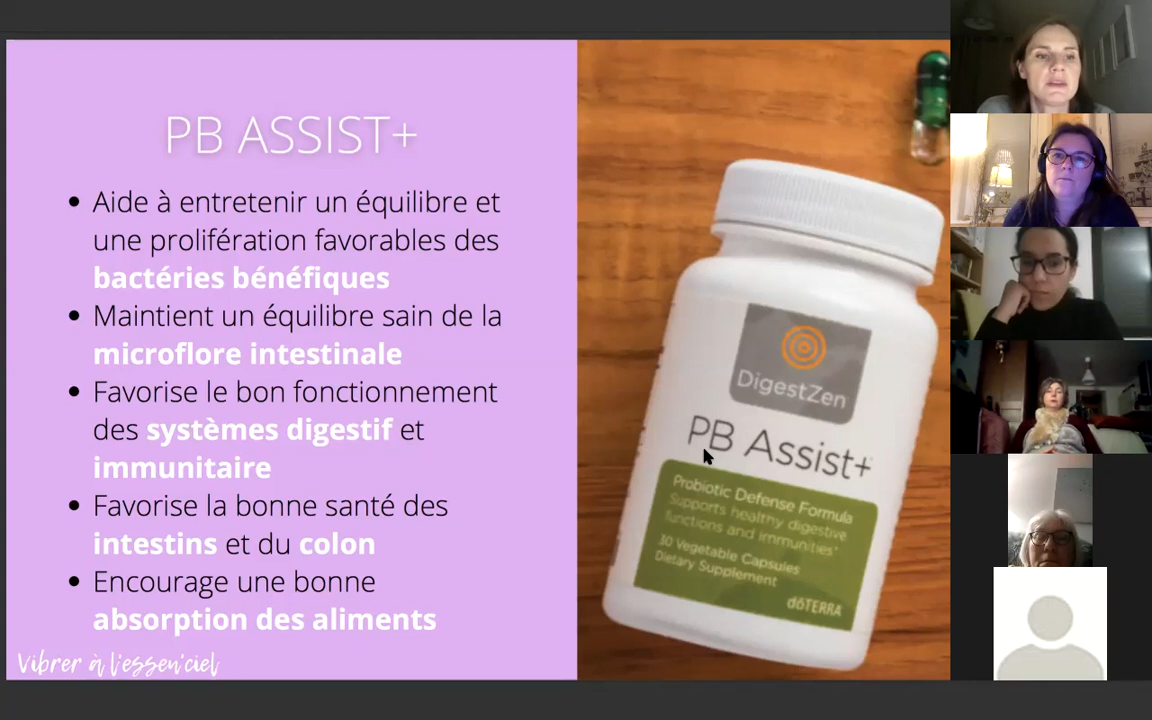 PB ASSIST+
Aide à entretenir un équilibre et
une prolifération favorables des
bactéries bénéfiques
Maintient un équilibre sain de la
microflore intestinale
Favorise le bon fonctionnement
des systèmes digestif et
immunitaire
Favorise la bonne santé des
intestins et du colon
Encourage une bonne
absorption des aliments
Vibrer à l'essen'ciel
DigestZen
PB Assist+
Probiotic Defense Formula
Supports healthy digestive
functions and immunities*
30 Vegetable Capsules
Dietary Supplement
dōTERRA